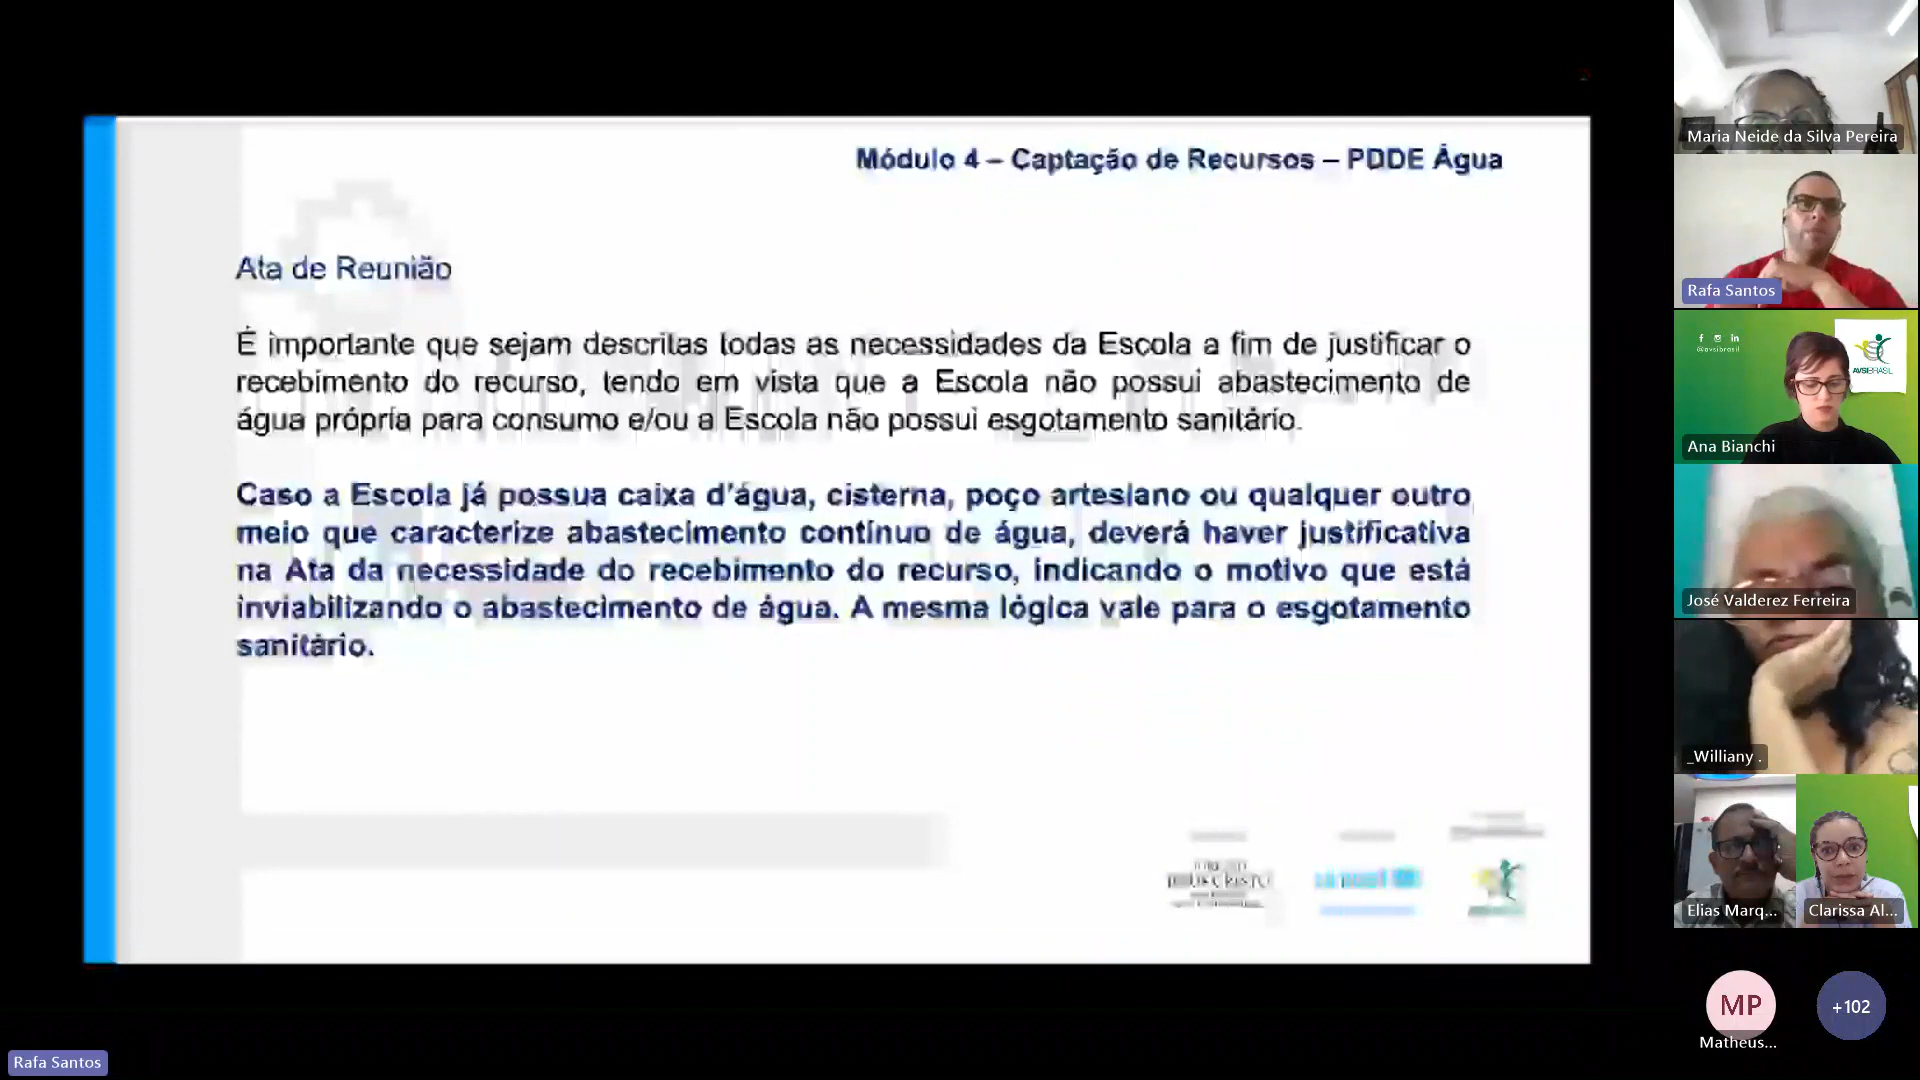 Módulo 4 – Captação de Recursos – PDDE Água
Ata de Reunião
É importante que sejam descritas todas as necessidades da Escola a fim de justificar o
recebimento do recurso, tendo em vista que a Escola não possui abastecimento de
água própria para consumo e/ou a Escola não possui esgotamento sanitário.
Caso a Escola já possua caixa d'água, cisterna, poço artesiano ou qualquer outro
meio que caracterize abastecimento contínuo de água, deverá haver justificativa
na Ata da necessidade do recebimento do recurso, indicando o motivo que está
inviabilizando o abastecimento de água. A mesma lógica vale para o esgotamento
sanitário.
Rafa Santos
Maria Neide da Silva Pereira
Rafa Santos
@avsibrasil
AVSIBRASIL
Ana Bianchi
José Valderez Ferreira
_Williany .
Elias Marq...
Clarissa Al...
MP
Matheus...
+102